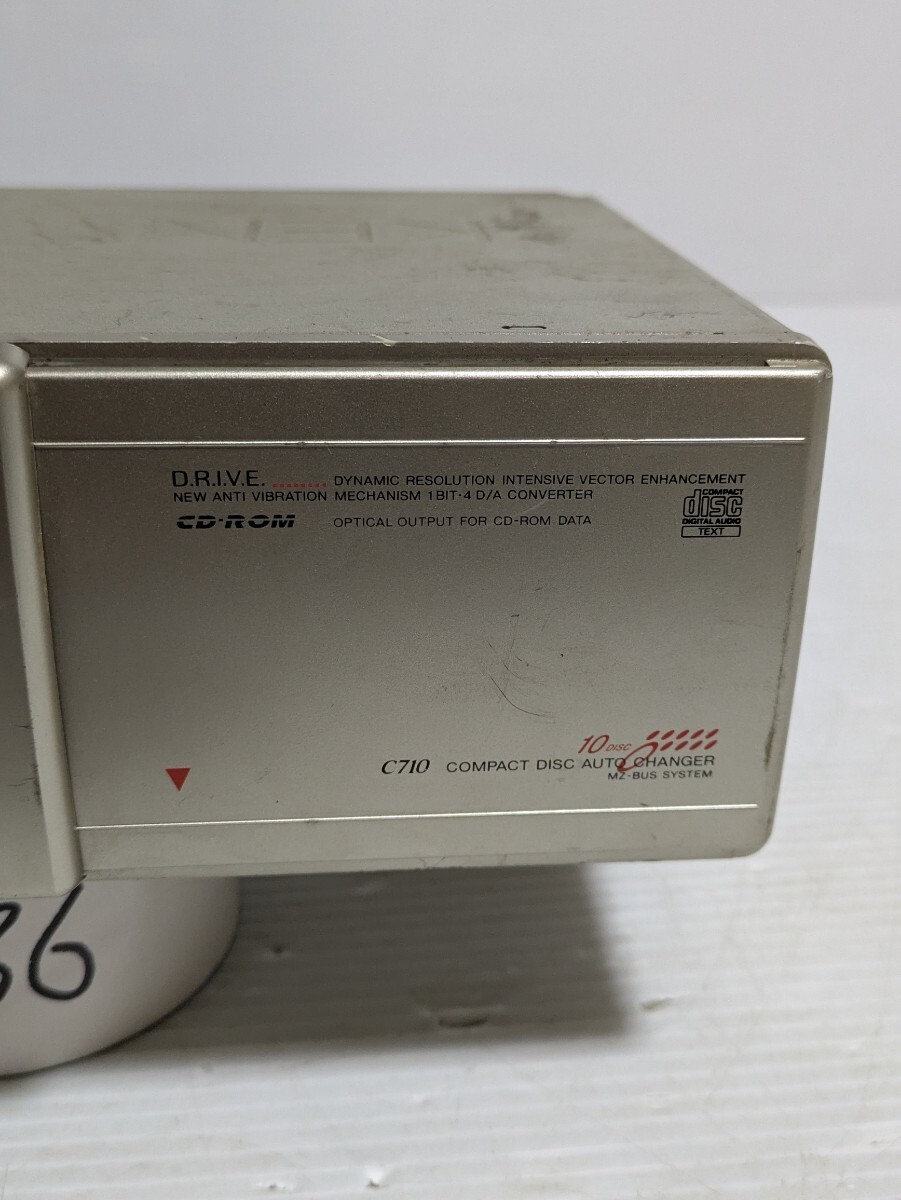 D.R.I.V.E. DYNAMIC RESOLUTION INTENSIVE VECTOR ENHANCEMENT
NEW ANTI VIBRATION MECHANISM 1BIT·4 D/A CONVERTER
CD-ROM OPTICAL OUTPUT FOR CD-ROM DATA
COMPACT
disc
DIGITAL AUDIO
TEXT
10 DISC
C710 COMPACT DISC AUTO CHANGER
MZ-BUS SYSTEM
86